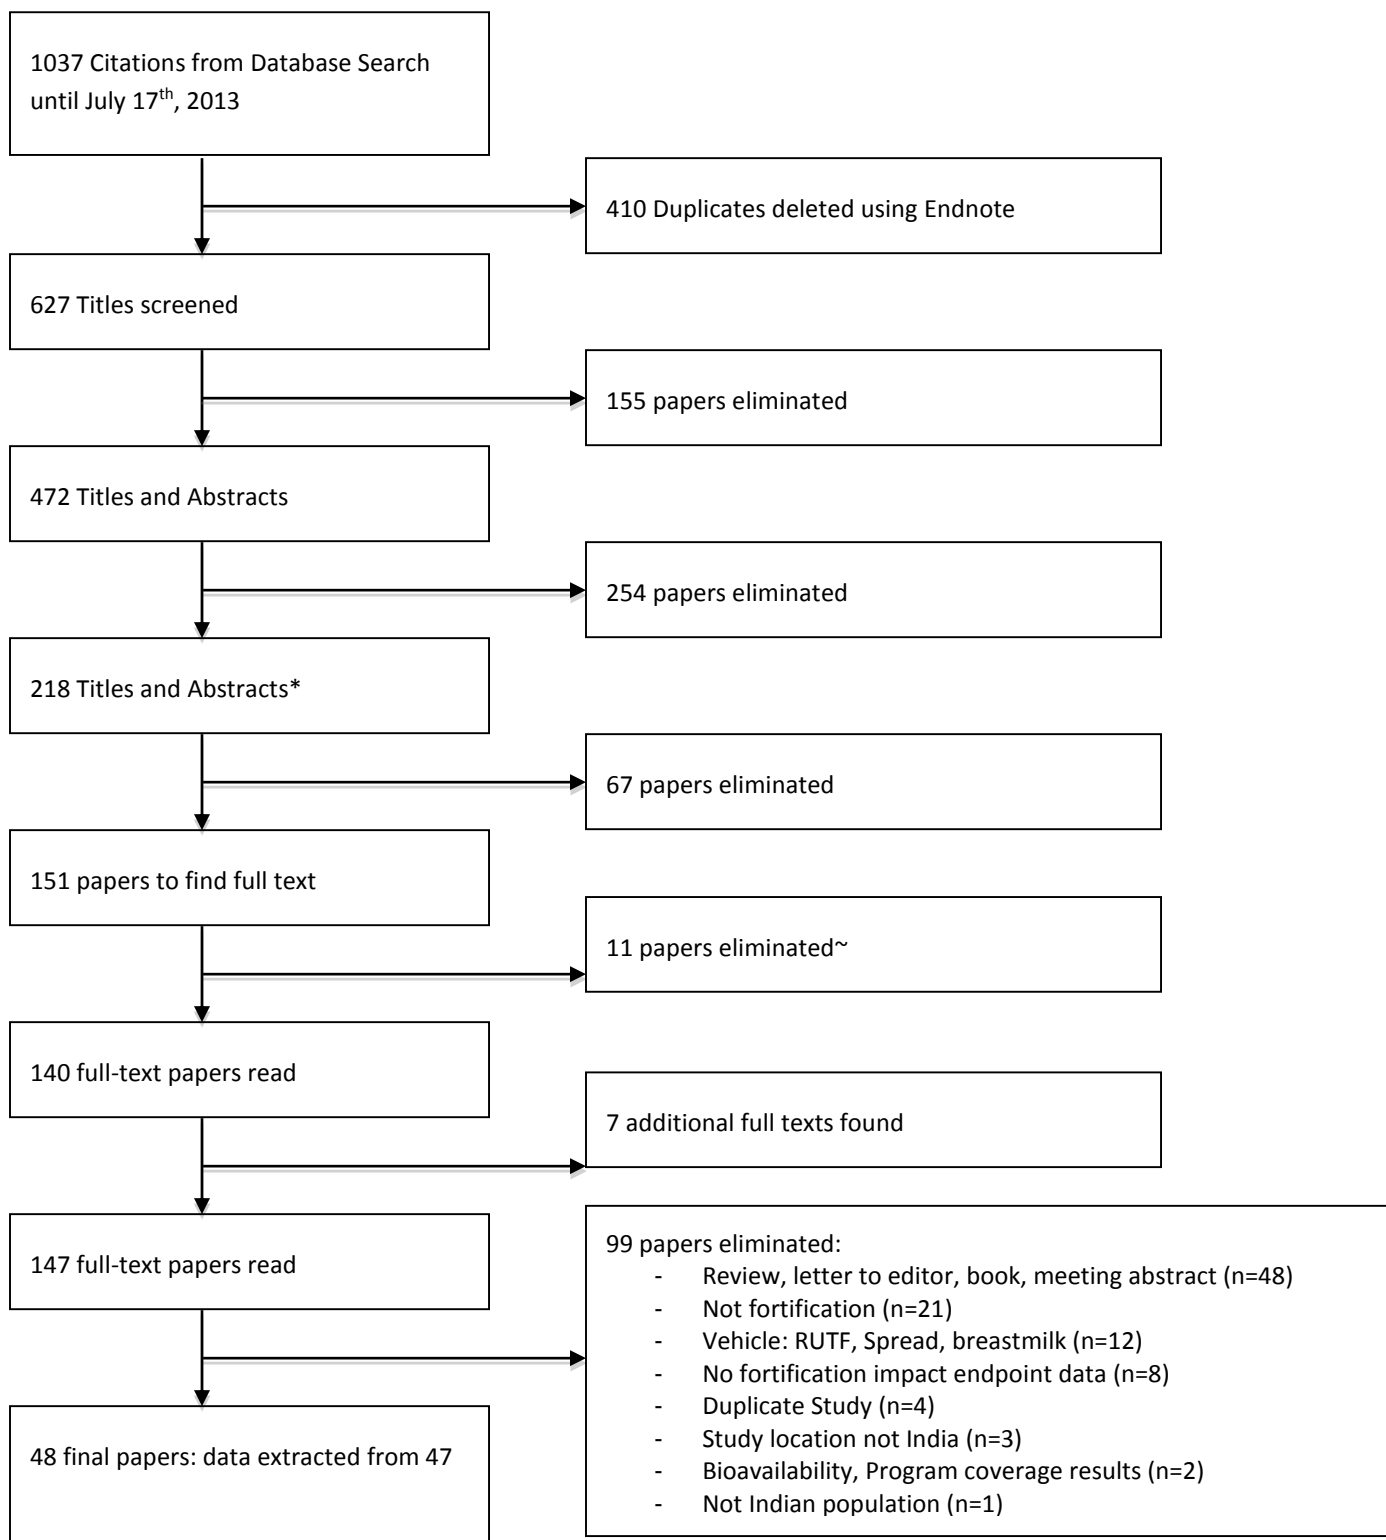 1037 Citations from Database Search
until July 17th, 2013
410 Duplicates deleted using Endnote
627 Titles screened
155 papers eliminated
472 Titles and Abstracts
254 papers eliminated
218 Titles and Abstracts*
67 papers eliminated
151 papers to find full text
11 papers eliminated~
140 full-text papers read
7 additional full texts found
147 full-text papers read
99 papers eliminated:
- Review, letter to editor, book, meeting abstract (n=48)
- Not fortification (n=21)
- Vehicle: RUTF, Spread, breastmilk (n=12)
- No fortification impact endpoint data (n=8)
- Duplicate Study (n=4)
- Study location not India (n=3)
- Bioavailability, Program coverage results (n=2)
- Not Indian population (n=1)
48 final papers: data extracted from 47